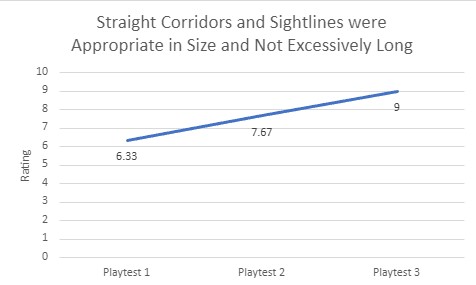 Straight Corridors and Sightlines were
Appropriate in Size and Not Excessively Long
10
9
8
7
6
5
4
3
2
1
0
Rating
6.33
7.67
9
Playtest 1
Playtest 2
Playtest 3